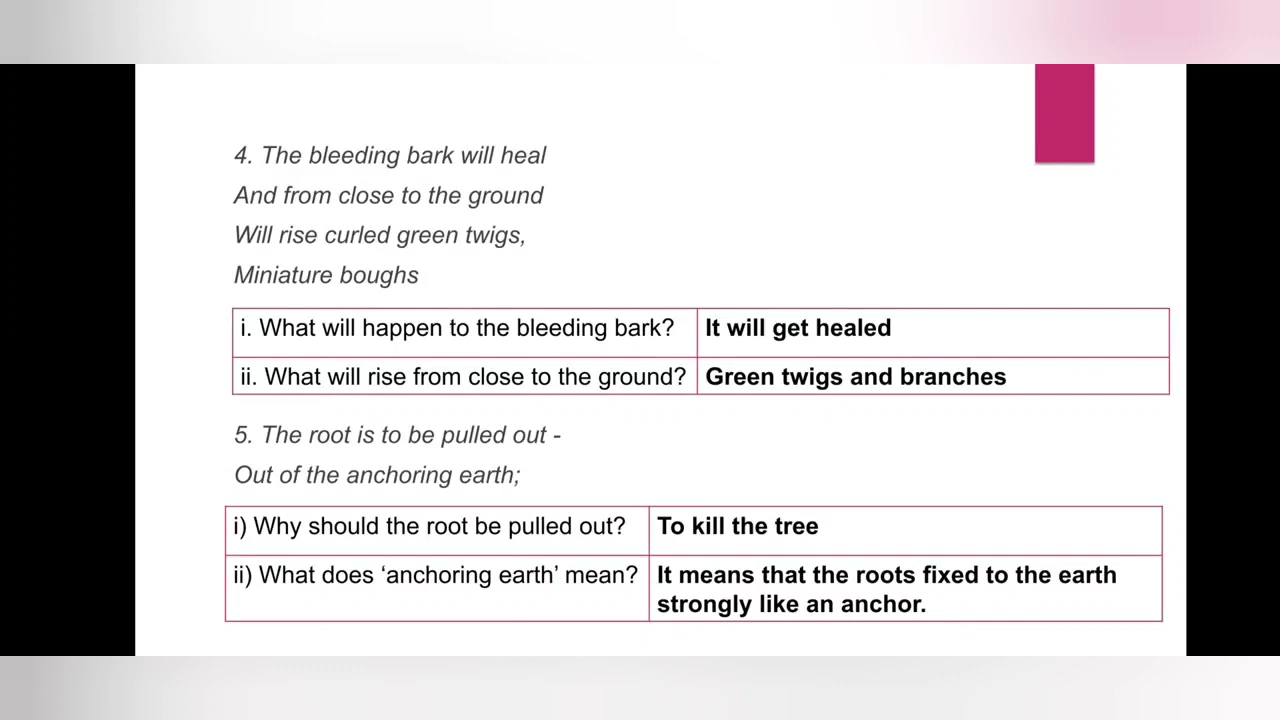 4. The bleeding bark will heal
And from close to the ground
Will rise curled green twigs,
Miniature boughs
i. What will happen to the bleeding bark? It will get healed
ii. What will rise from close to the ground? Green twigs and branches
5. The root is to be pulled out -
Out of the anchoring earth;
i) Why should the root be pulled out? To kill the tree
ii) What does ‘anchoring earth’ mean? It means that the roots fixed to the earth
strongly like an anchor.